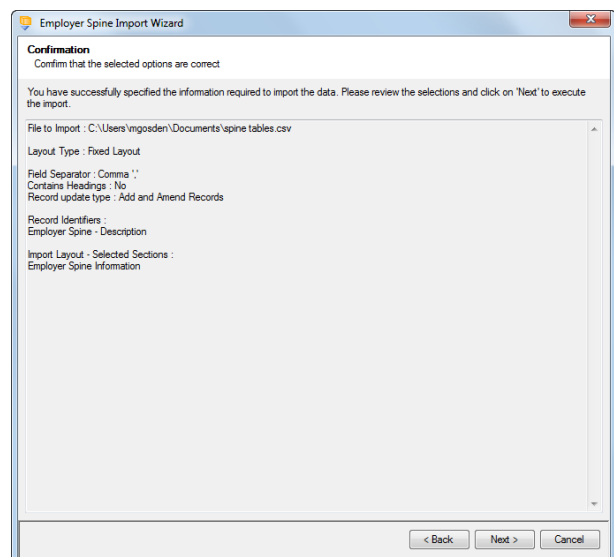 Employer Spine Import Wizard
Confirmation
Comfirm that the selected options are correct
You have successfully specified the information required to import the data. Please review the selections and click on 'Next' to execute
the import.
File to Import : C:\Users\mgosden\Documents\spine tables.csv
Layout Type : Fixed Layout
Field Separator : Comma ','
Contains Headings : No
Record update type : Add and Amend Records
Record Identifiers :
Employer Spine - Description
Import Layout - Selected Sections :
Employer Spine Information
< Back
Next >
Cancel